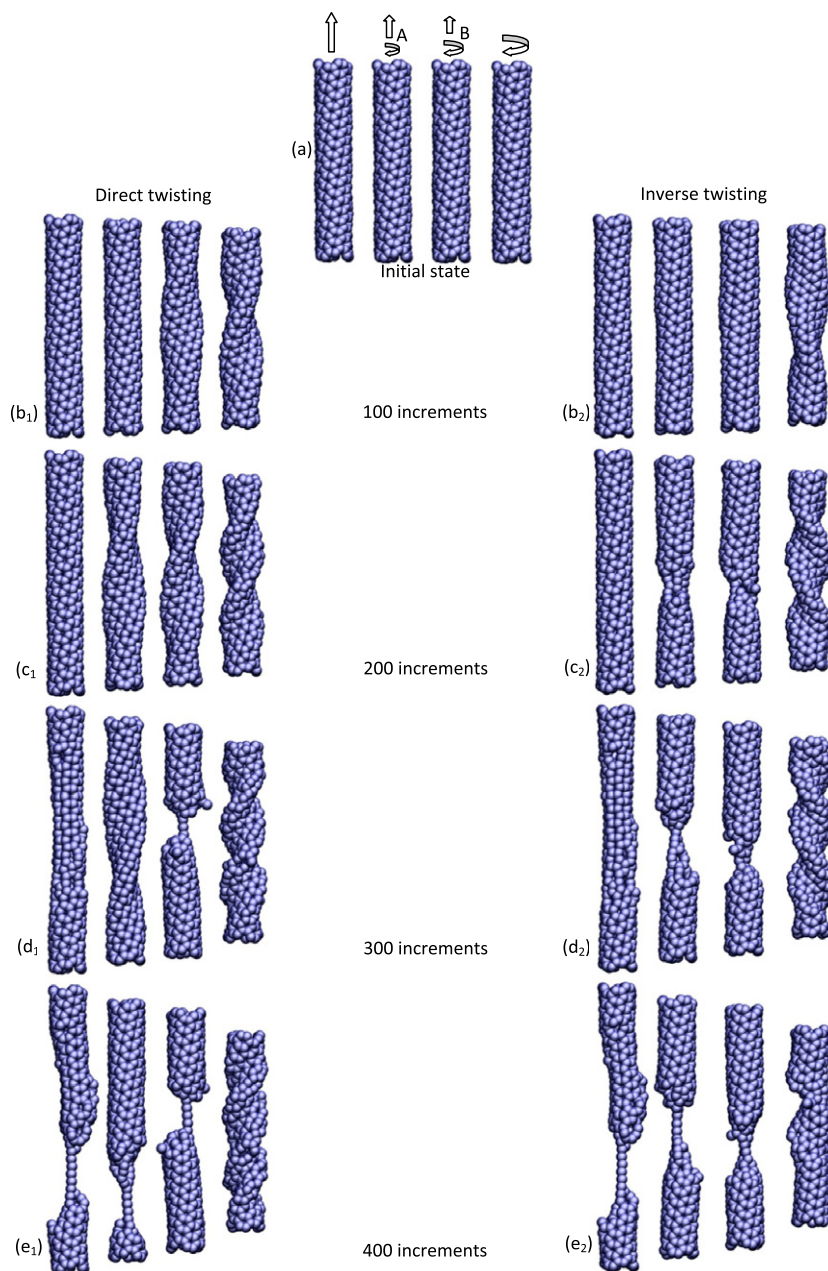 A
B
(a)
Direct twisting
Inverse twisting
Initial state
(b1)
100 increments
(b2)
(c1
200 increments
(c2)
(d1
300 increments
(d2)
(e1)
400 increments
(e2)